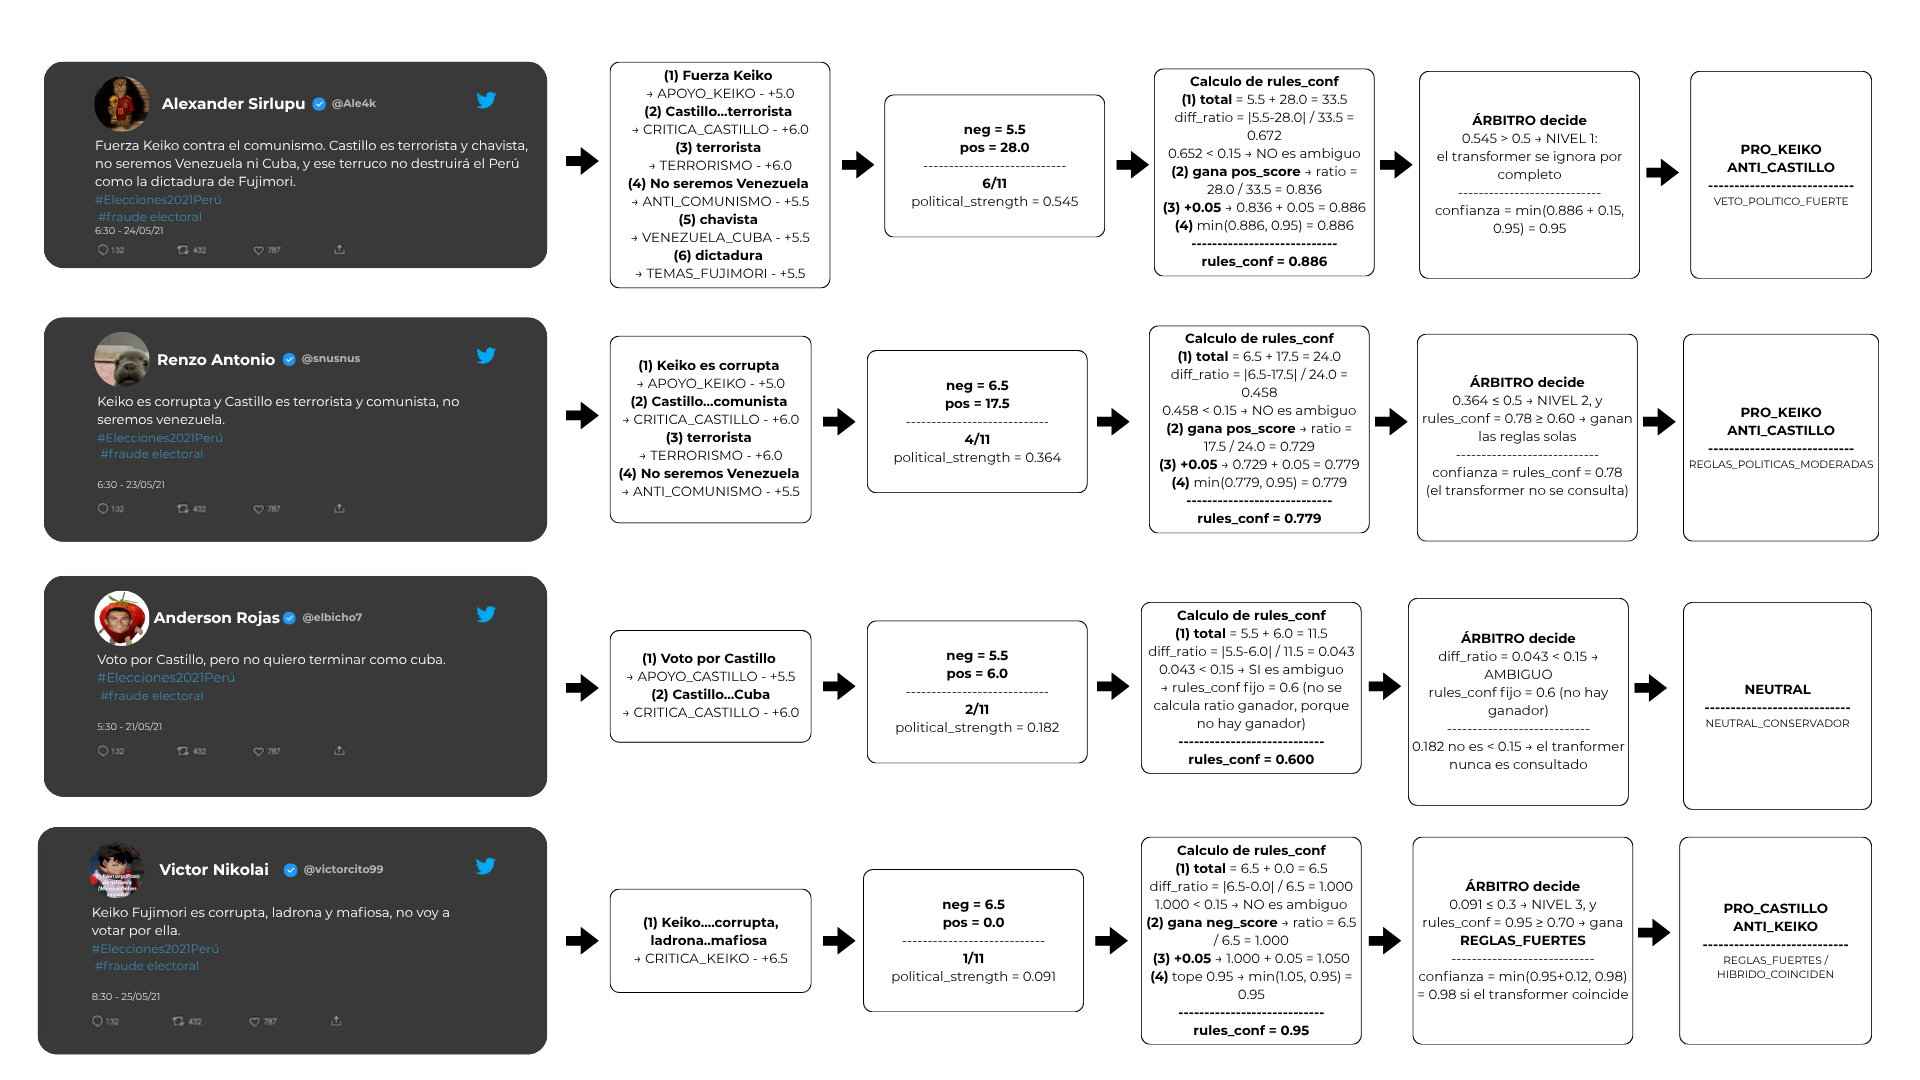 Alexander Sirlupu @Ale4k
Fuerza Keiko contra el comunismo. Castillo es terrorista y chavista,
no seremos Venezuela ni Cuba, y ese terruco no destruirá el Perú
como la dictadura de Fujimori.
#Elecciones2021Perú
#fraude electoral
6:30 - 24/05/21
132 432 787
(1) Fuerza Keiko
→ APOYO_KEIKO - +5.0
(2) Castillo...terrorista
→ CRITICA_CASTILLO - +6.0
(3) terrorista
→ TERRORISMO - +6.0
(4) No seremos Venezuela
→ ANTI_COMUNISMO - +5.5
(5) chavista
→ VENEZUELA_CUBA - +5.5
(6) dictadura
→ TEMAS_FUJIMORI - +5.5
neg = 5.5
pos = 28.0
----------------------------
6/11
political_strength = 0.545
Calculo de rules_conf
(1) total = 5.5 + 28.0 = 33.5
diff_ratio = |5.5-28.0| / 33.5 =
0.672
0.652 < 0.15 → NO es ambiguo
(2) gana pos_score → ratio =
28.0 / 33.5 = 0.836
(3) +0.05 → 0.836 + 0.05 = 0.886
(4) min(0.886, 0.95) = 0.886
----------------------------
rules_conf = 0.886
ÁRBITRO decide
0.545 > 0.5 → NIVEL 1:
el transformer se ignora por
completo
----------------------------
confianza = min(0.886 + 0.15,
0.95) = 0.95
PRO_KEIKO
ANTI_CASTILLO
----------------------------
VETO_POLITICO_FUERTE
Renzo Antonio @snusnus
Keiko es corrupta y Castillo es terrorista y comunista, no
seremos venezuela.
#Elecciones2021Perú
#fraude electoral
6:30 - 23/05/21
132 432 787
(1) Keiko es corrupta
→ APOYO_KEIKO - +5.0
(2) Castillo...comunista
→ CRITICA_CASTILLO - +6.0
(3) terrorista
→ TERRORISMO - +6.0
(4) No seremos Venezuela
→ ANTI_COMUNISMO - +5.5
neg = 6.5
pos = 17.5
----------------------------
4/11
political_strength = 0.364
Calculo de rules_conf
(1) total = 6.5 + 17.5 = 24.0
diff_ratio = |6.5-17.5| / 24.0 =
0.458
0.458 < 0.15 → NO es ambiguo
(2) gana pos_score → ratio =
17.5 / 24.0 = 0.729
(3) +0.05 → 0.729 + 0.05 = 0.779
(4) min(0.779, 0.95) = 0.779
----------------------------
rules_conf = 0.779
ÁRBITRO decide
0.364 ≤ 0.5 → NIVEL 2, y
rules_conf = 0.78 ≥ 0.60 → ganan
las reglas solas
----------------------------
confianza = rules_conf = 0.78
(el transformer no se consulta)
PRO_KEIKO
ANTI_CASTILLO
----------------------------
REGLAS_POLITICAS_MODERADAS
Anderson Rojas @elbicho7
Voto por Castillo, pero no quiero terminar como cuba.
#Elecciones2021Perú
#fraude electoral
5:30 - 21/05/21
132 432 787
(1) Voto por Castillo
→ APOYO_CASTILLO - +5.5
(2) Castillo...Cuba
→ CRITICA_CASTILLO - +6.0
neg = 5.5
pos = 6.0
----------------------------
2/11
political_strength = 0.182
Calculo de rules_conf
(1) total = 5.5 + 6.0 = 11.5
diff_ratio = |5.5-6.0| / 11.5 = 0.043
0.043 < 0.15 → SI es ambiguo
→ rules_conf fijo = 0.6 (no se
calcula ratio ganador, porque
no hay ganador)
----------------------------
rules_conf = 0.600
ÁRBITRO decide
diff_ratio = 0.043 < 0.15 →
AMBIGUO
rules_conf fijo = 0.6 (no hay
ganador)
----------------------------
0.182 no es < 0.15 → el tranformer
nunca es consultado
NEUTRAL
----------------------------
NEUTRAL_CONSERVADOR
Victor Nikolai @victorcito99
Keiko Fujimori es corrupta, ladrona y mafiosa, no voy a
votar por ella.
#Elecciones2021Perú
#fraude electoral
8:30 - 25/05/21
132 432 787
(1) Keiko....corrupta,
ladrona..mafiosa
→ CRITICA_KEIKO - +6.5
neg = 6.5
pos = 0.0
----------------------------
1/11
political_strength = 0.091
Calculo de rules_conf
(1) total = 6.5 + 0.0 = 6.5
diff_ratio = |6.5-0.0| / 6.5 = 1.000
1.000 < 0.15 → NO es ambiguo
(2) gana neg_score → ratio = 6.5
/ 6.5 = 1.000
(3) +0.05 → 1.000 + 0.05 = 1.050
(4) tope 0.95 → min(1.05, 0.95) =
0.95
----------------------------
rules_conf = 0.95
ÁRBITRO decide
0.091 ≤ 0.3 → NIVEL 3, y
rules_conf = 0.95 ≥ 0.70 → gana
REGLAS_FUERTES
----------------------------
confianza = min(0.95+0.12, 0.98)
= 0.98 si el transformer coincide
PRO_CASTILLO
ANTI_KEIKO
----------------------------
REGLAS_FUERTES /
HIBRIDO_COINCIDEN